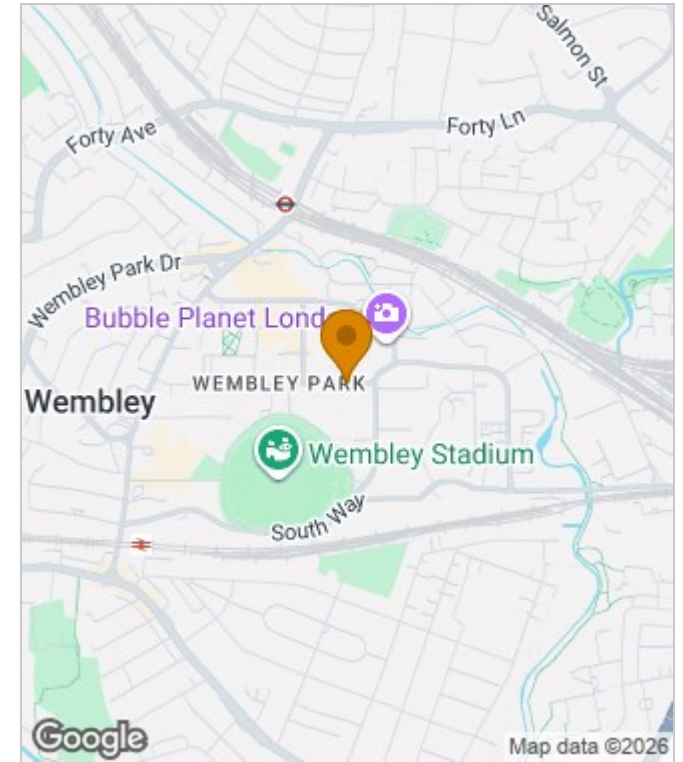 Salmon St
Forty Ave
Forty Ln
Wembley Park Dr
Bubble Planet Lond
WEMBLEY PARK
Wembley
Wembley Stadium
South Way
Google
Map data ©2026